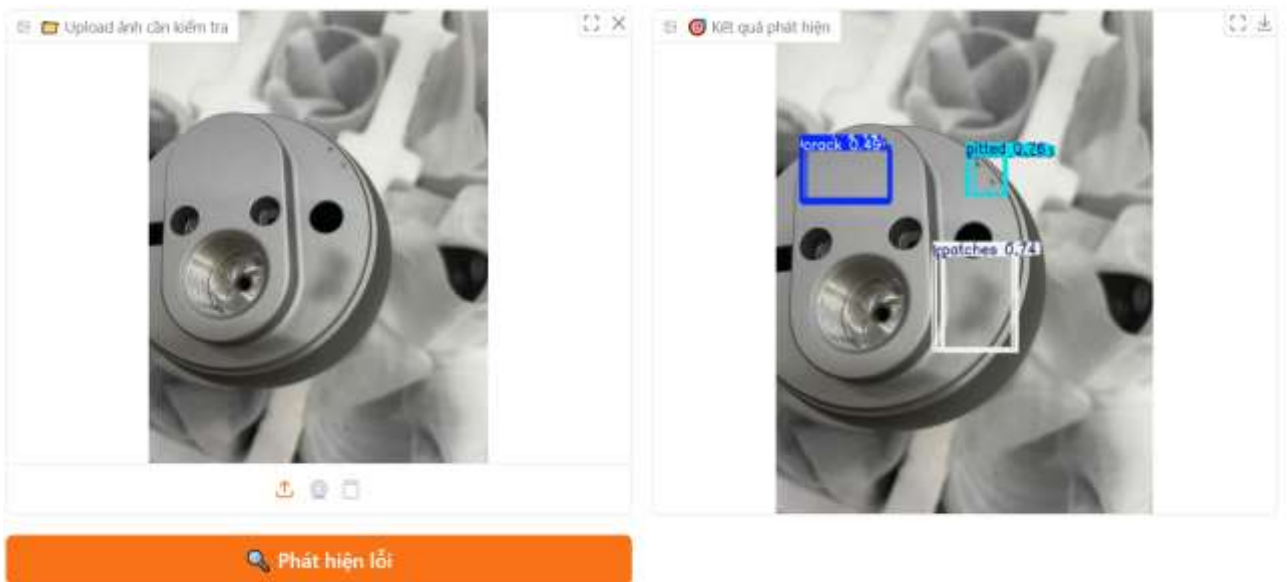 Upload ảnh cần kiểm tra
Kết quả phát hiện
crack 0.49
pitted 0.76
patches 0.74
Phát hiện lỗi